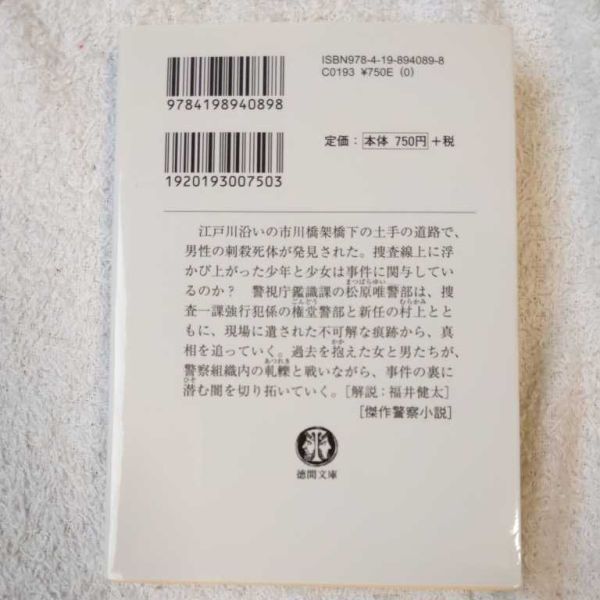 ISBN978-4-19-894089-8
C0193 ¥750E (0)
9784198940898
定価：本体 750円＋税
1920193007503
江戸川沿いの市川橋架橋下の土手の道路で、
男性の刺殺死体が発見された。捜査線上に浮
かび上がった少年と少女は事件に関与してい
るのか？　警視庁鑑識課の松原唯警部は、捜
査一課強行犯係の権堂警部と新任の村上とと
もに、現場に遺された不可解な痕跡から、真
相を追っていく。過去を抱えた女と男たちが、
警察組織内の軋轢と戦いながら、事件の裏に
潜む闇を切り拓いていく。［解説：福井健太］
［傑作警察小説］
徳間文庫